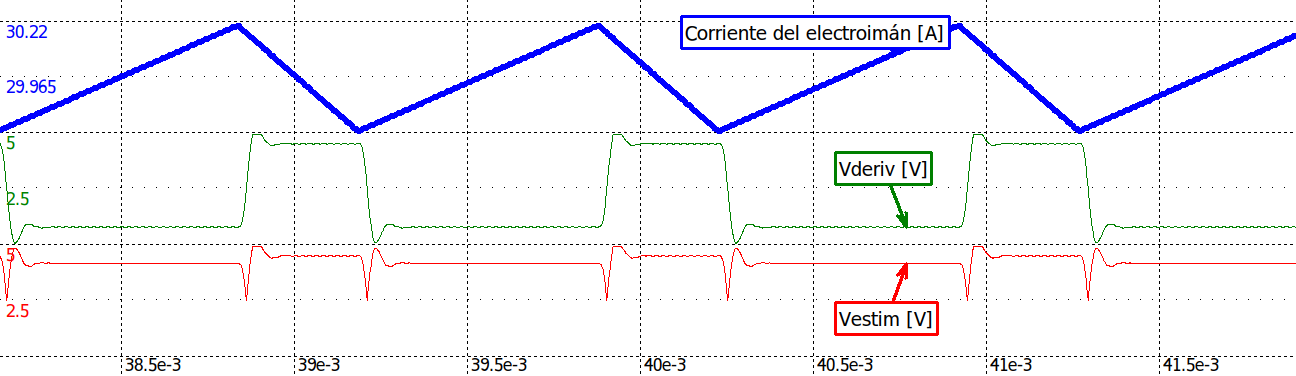 30.22
Corriente del electroimán [A]
29.965
5
Vderiv [V]
2.5
5
2.5
Vestim [V]
38.5e-3
39e-3
39.5e-3
40e-3
40.5e-3
41e-3
41.5e-3